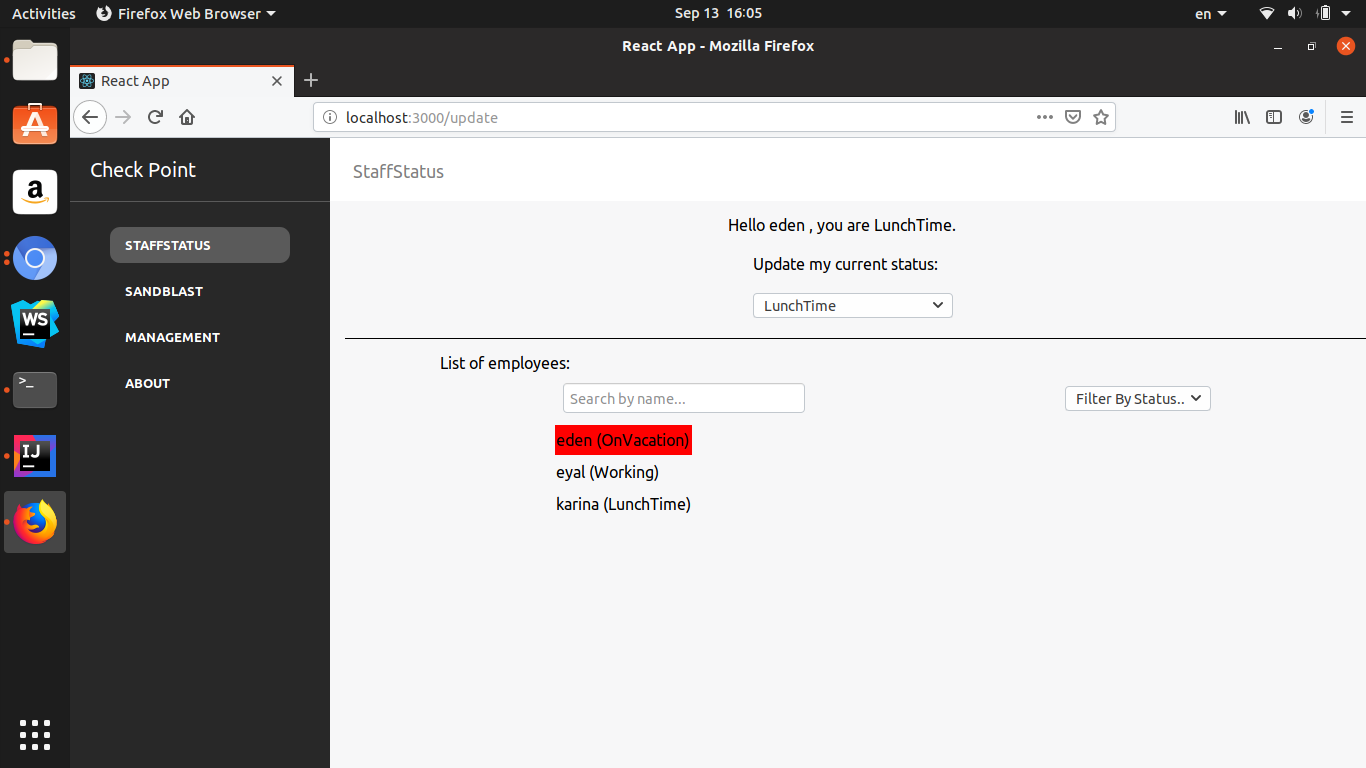 Activities Firefox Web Browser Sep 13 16:05 en
React App - Mozilla Firefox
React App
localhost:3000/update
Check Point
StaffStatus
Hello eden , you are LunchTime.
STAFFSTATUS
Update my current status:
SANDBLAST
LunchTime
MANAGEMENT
List of employees:
ABOUT
Search by name... Filter By Status..
eden (OnVacation)
eyal (Working)
karina (LunchTime)
a
WS
>_
IJ